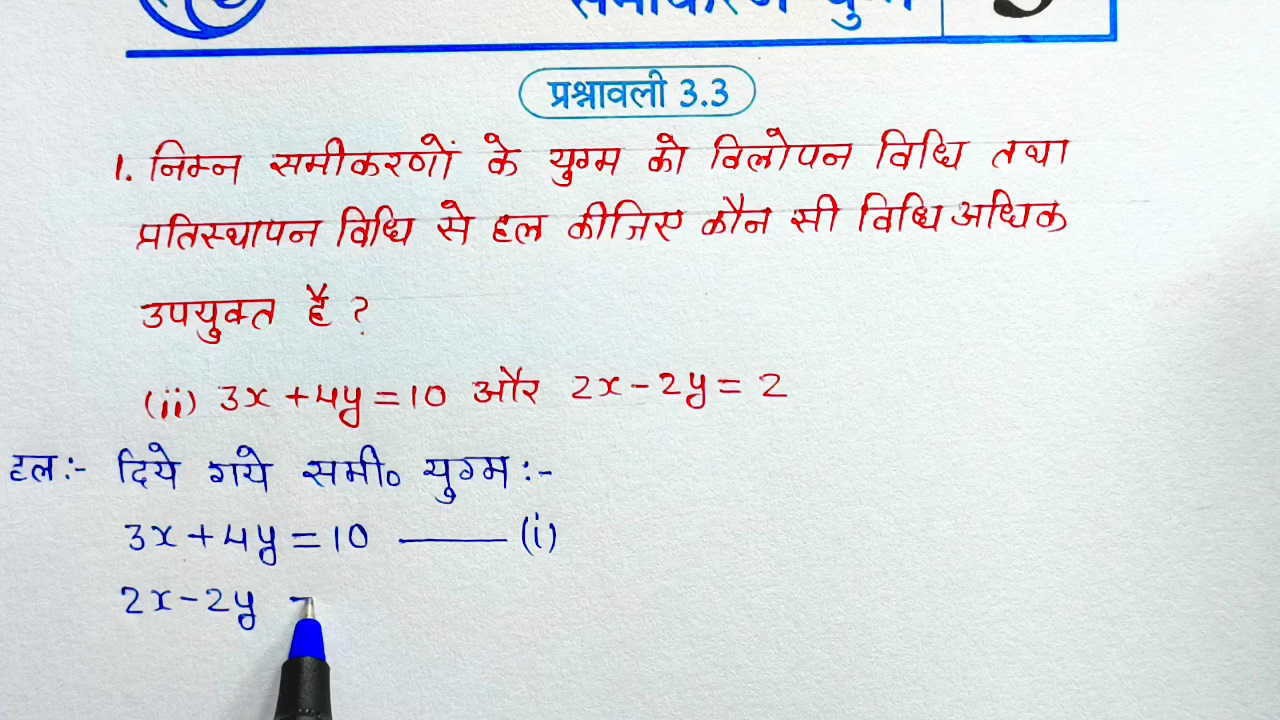 प्रश्नावली 3.3
1. निम्न समीकरणों के युग्म को विलोपन विधि तथा
प्रतिस्थापन विधि से हल कीजिए कौन सी विधि अधिक
उपयुक्त है ?
(ii) 3x + 4y = 10 और 2x - 2y = 2
हल :- दिये गये समी० युग्म :-
3x + 4y = 10 ——— (i)
2x - 2y